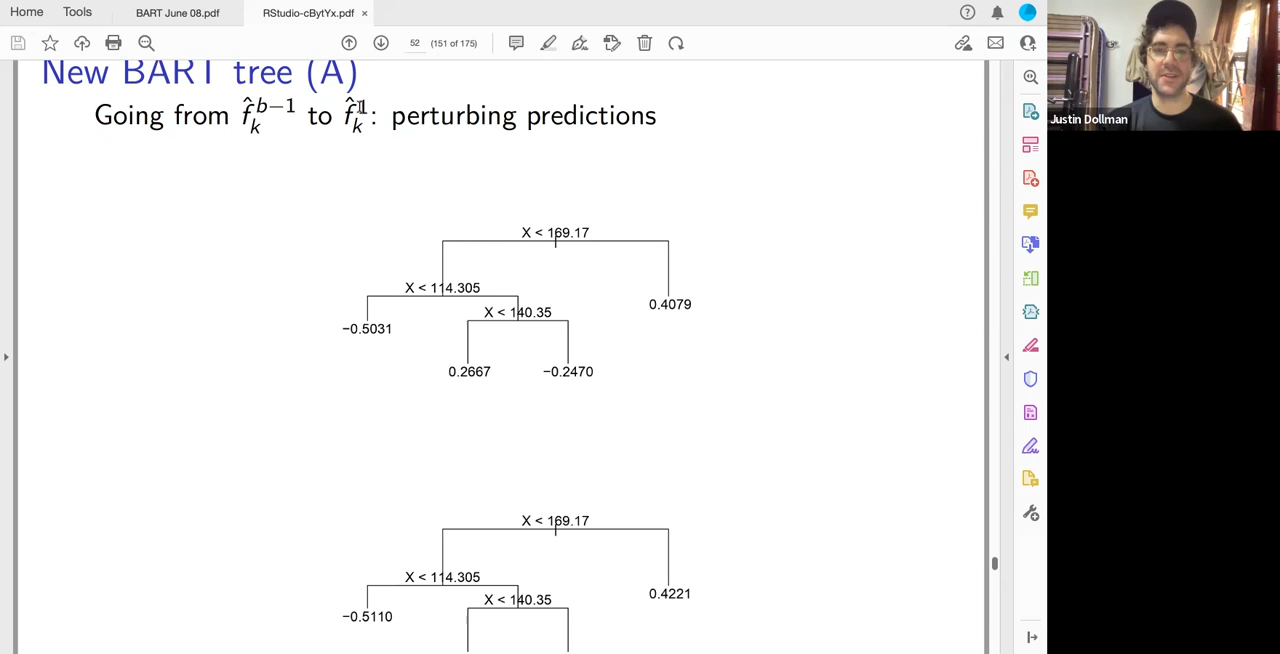 Home Tools BART June 08.pdf RStudio-cBytYx.pdf ×
52 (151 of 175)
New BART tree (A)
Going from f̂ₖᵇ⁻¹ to f̂ₖ¹: perturbing predictions
X < 169.17
X < 114.305
0.4079
X < 140.35
−0.5031
0.2667 −0.2470
X < 169.17
X < 114.305
0.4221
X < 140.35
−0.5110
Justin Dollman